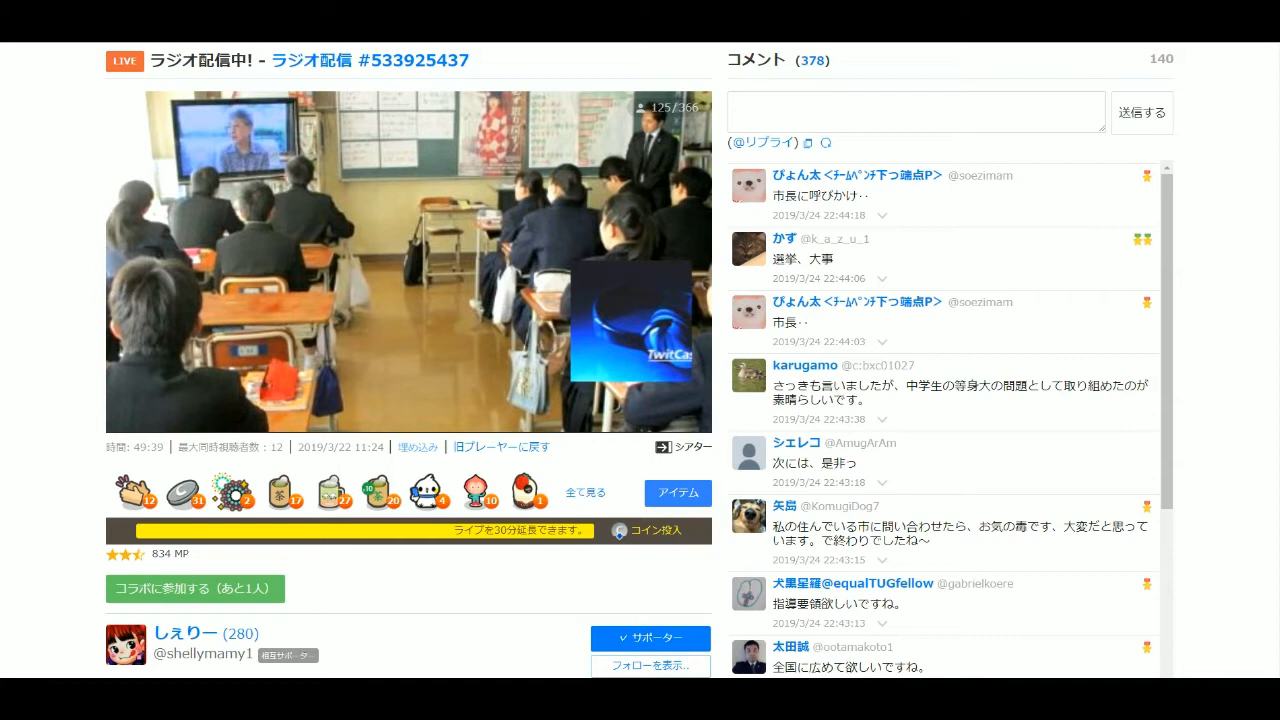 LIVE ラジオ配信中! - ラジオ配信 #533925437
125/366
TwitCas
時間: 49:39 | 最大同時視聴者数 : 12 | 2019/3/22 11:24 | 埋め込み | 旧プレーヤーに戻す
シアター
12 31 2 17 27 +10 20 4 10 1
茶 茶
全て見る
アイテム
ライブを30分延長できます。
C コイン投入
834 MP
コラボに参加する（あと1人）
しぇりー (280)
@shellymamy1 相互サポーター
✓ サポーター
フォローを表示..
コメント (378)
140
送信する
(@リプライ)
ぴょん太<ﾁｰﾑﾍﾟﾝﾁ下っ端点P> @soezimam
市長に呼びかけ‥
2019/3/24 22:44:18
かず @k_a_z_u_1
選挙、大事
2019/3/24 22:44:06
ぴょん太<ﾁｰﾑﾍﾟﾝﾁ下っ端点P> @soezimam
市長‥
2019/3/24 22:44:03
karugamo @c:bxc01027
さっきも言いましたが、中学生の等身大の問題として取り組めたのが
素晴らしいです。
2019/3/24 22:43:38
シェレコ @AmugArAm
次には、是非っ
2019/3/24 22:43:18
矢島 @KomugiDog7
私の住んでいる市に問い合わせたら、お気の毒です、大変だと思って
います。で終わりでしたね〜
2019/3/24 22:43:15
犬黒星羅@equalTUGfellow @gabrielkoere
指導要領欲しいですね。
2019/3/24 22:43:13
太田誠 @ootamakoto1
全国に広めて欲しいですね。